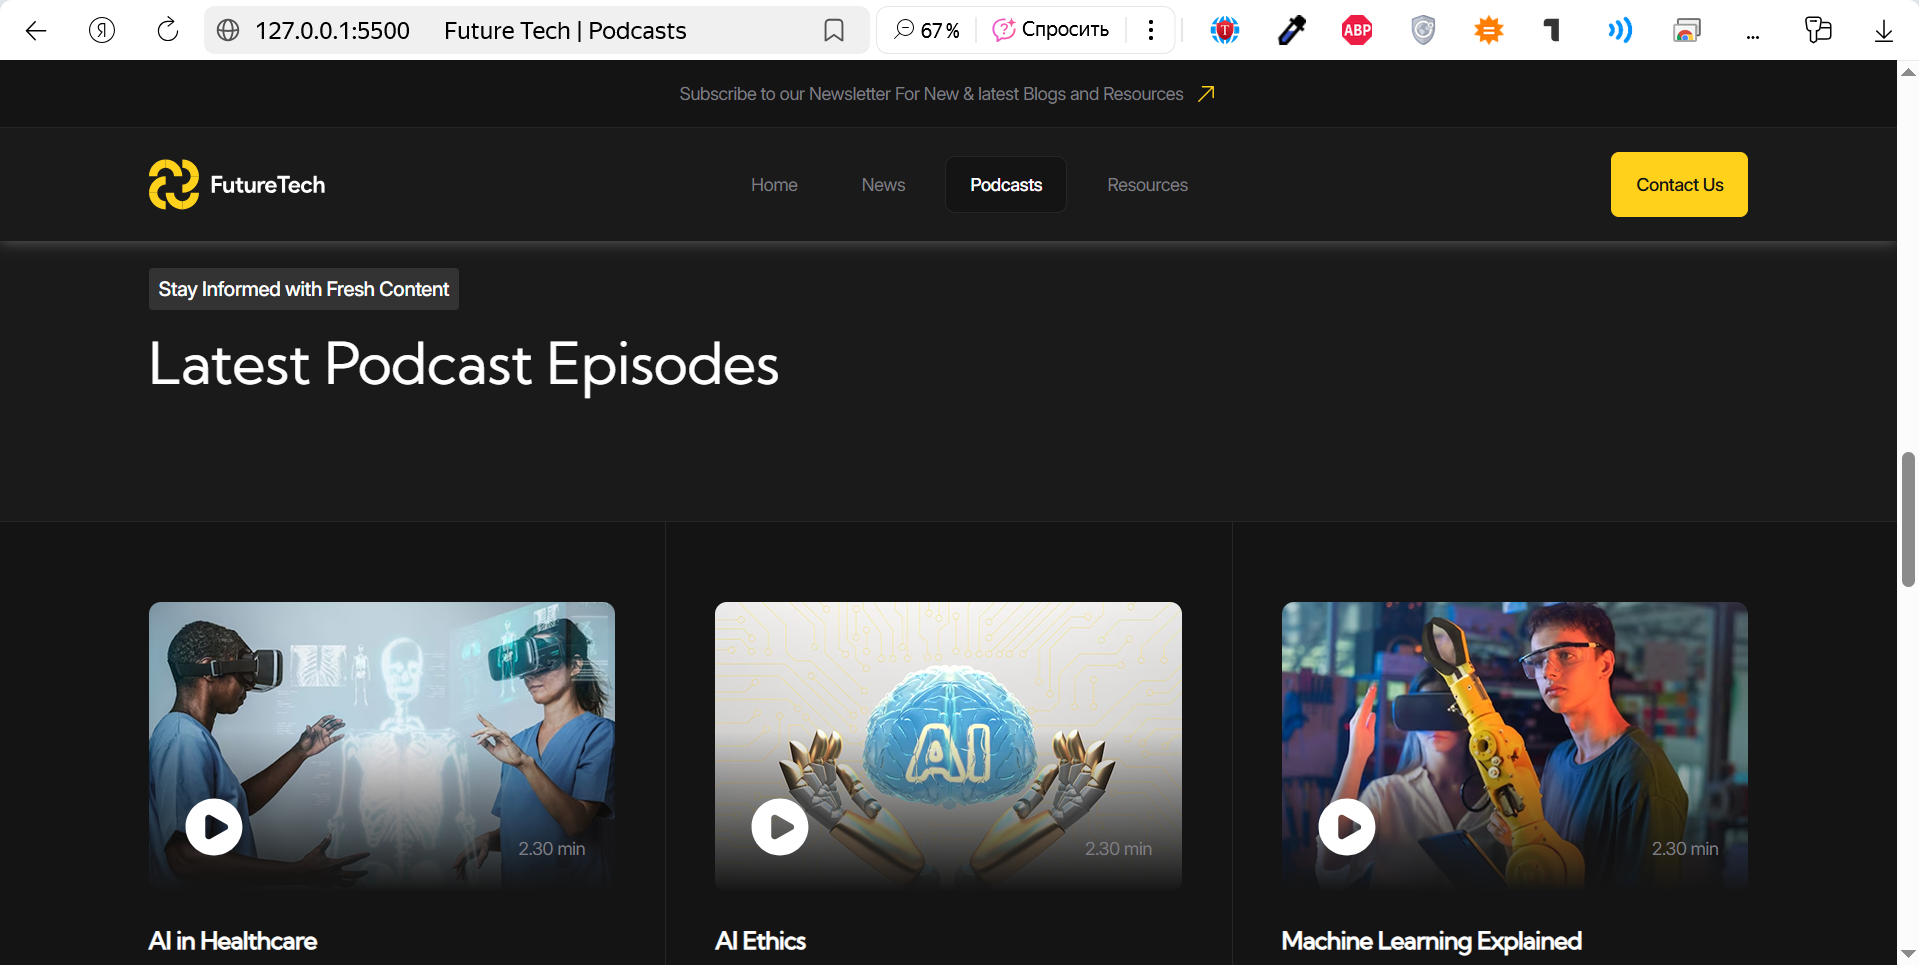 127.0.0.1:5500 Future Tech | Podcasts 67 % Спросить ABP ...
Subscribe to our Newsletter For New & latest Blogs and Resources
FutureTech Home News Podcasts Resources Contact Us
Stay Informed with Fresh Content
Latest Podcast Episodes
AI
2.30 min 2.30 min 2.30 min
AI in Healthcare AI Ethics Machine Learning Explained